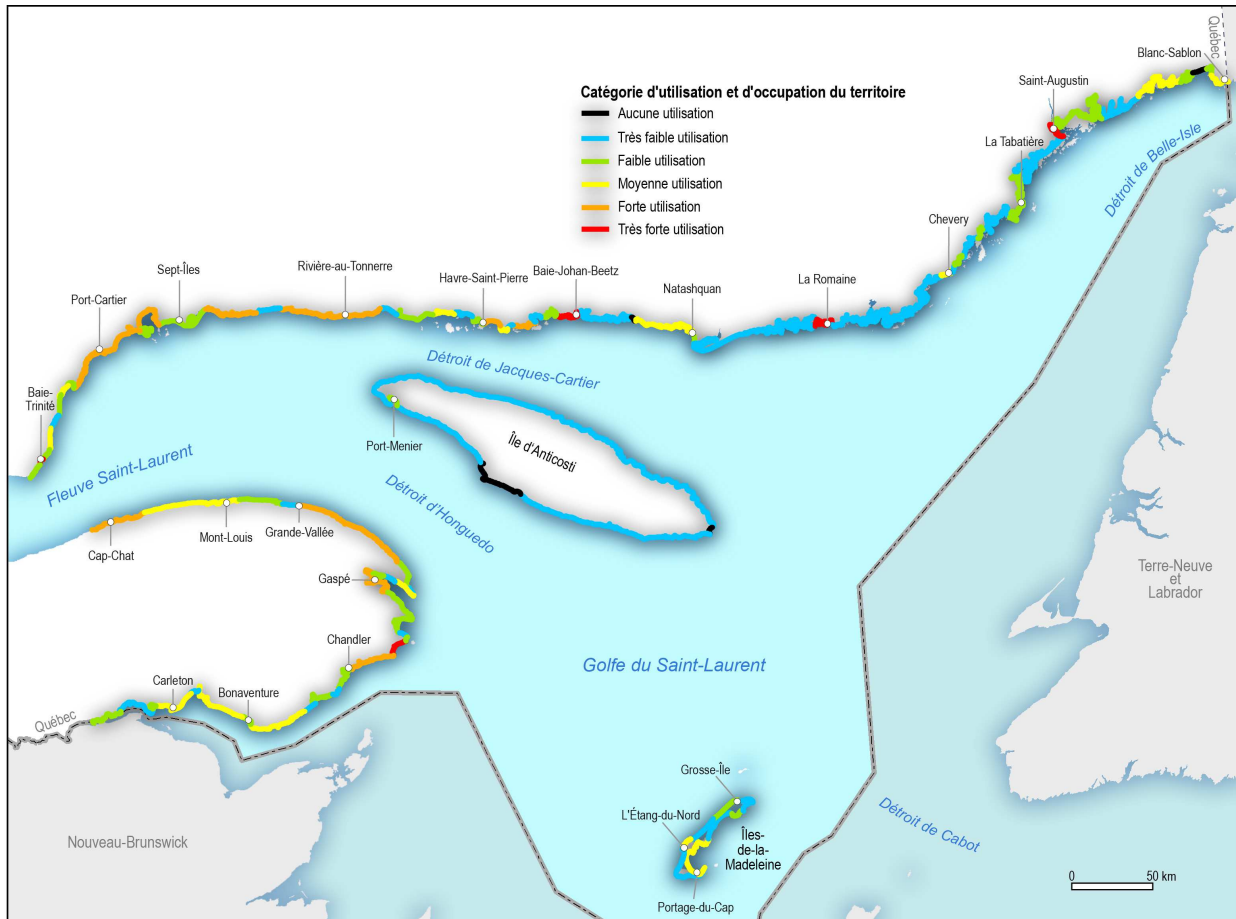 Québec
Blanc-Sablon
Saint-Augustin
Catégorie d'utilisation et d'occupation du territoire
Aucune utilisation
Très faible utilisation
Faible utilisation
Moyenne utilisation
Forte utilisation
Très forte utilisation
La Tabatière
Détroit de Belle-Isle
Chevery
Sept-Îles
Rivière-au-Tonnerre
Havre-Saint-Pierre
Baie-Johan-Beetz
Natashquan
La Romaine
Port-Cartier
Détroit de Jacques-Cartier
Baie-
Trinité
Port-Menier
Île d'Anticosti
Fleuve Saint-Laurent
Détroit d'Honguedo
Cap-Chat
Mont-Louis
Grande-Vallée
Gaspé
Terre-Neuve
et
Labrador
Chandler
Golfe du Saint-Laurent
Carleton
Bonaventure
Québec
Grosse-Île
L'Étang-du-Nord
Îles-
de-la-
Madeleine
Détroit de Cabot
Nouveau-Brunswick
Portage-du-Cap
0 50 km